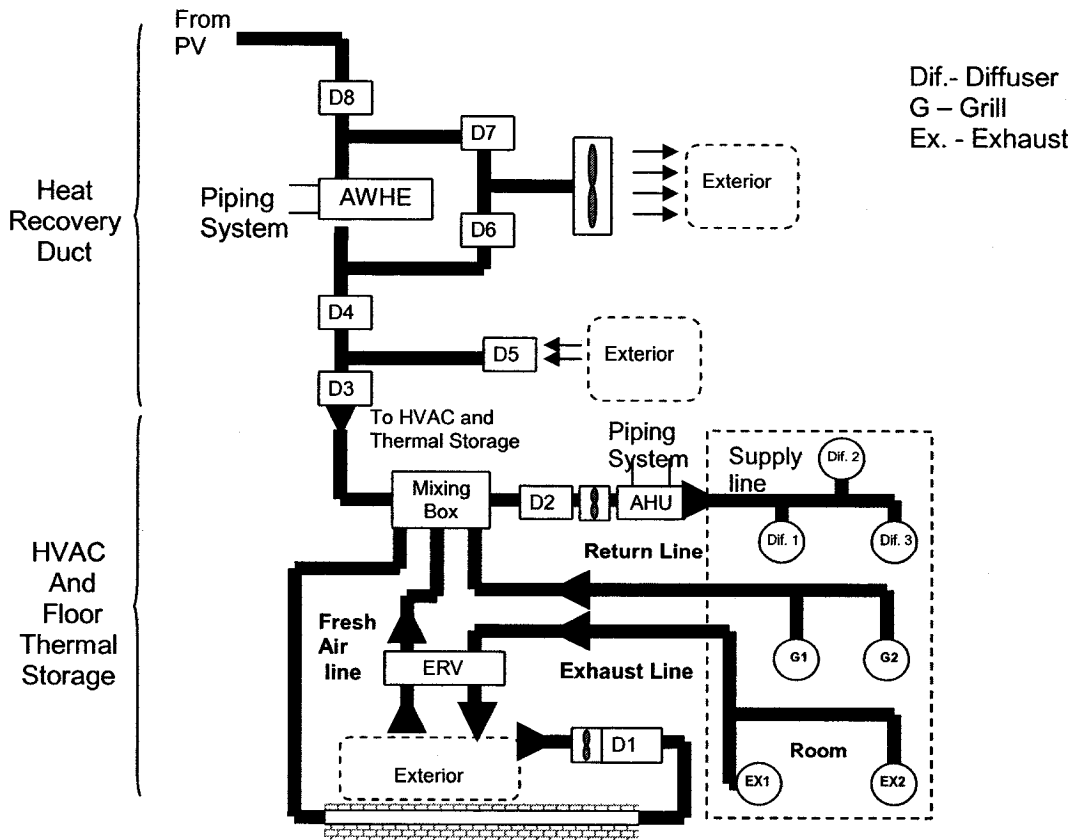 From
PV
Dif.- Diffuser
G – Grill
Ex. - Exhaust
D8
D7
Heat
Recovery
Duct
Piping
System
AWHE
Exterior
D6
D4
D5
Exterior
D3
To HVAC and
Thermal Storage
Piping
System
Supply
line
Dif. 2
Mixing
Box
D2
AHU
Dif. 1
Dif. 3
Return Line
HVAC
And
Floor
Thermal
Storage
Fresh
Air
line
ERV
Exhaust Line
G1
G2
D1
Room
Exterior
EX1
EX2